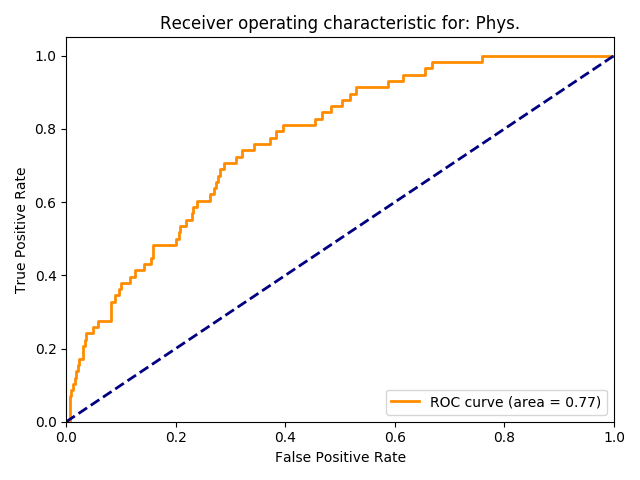 Receiver operating characteristic for: Phys.
True Positive Rate
1.0
0.8
0.6
0.4
0.2
0.0
ROC curve (area = 0.77)
0.0 0.2 0.4 0.6 0.8 1.0
False Positive Rate